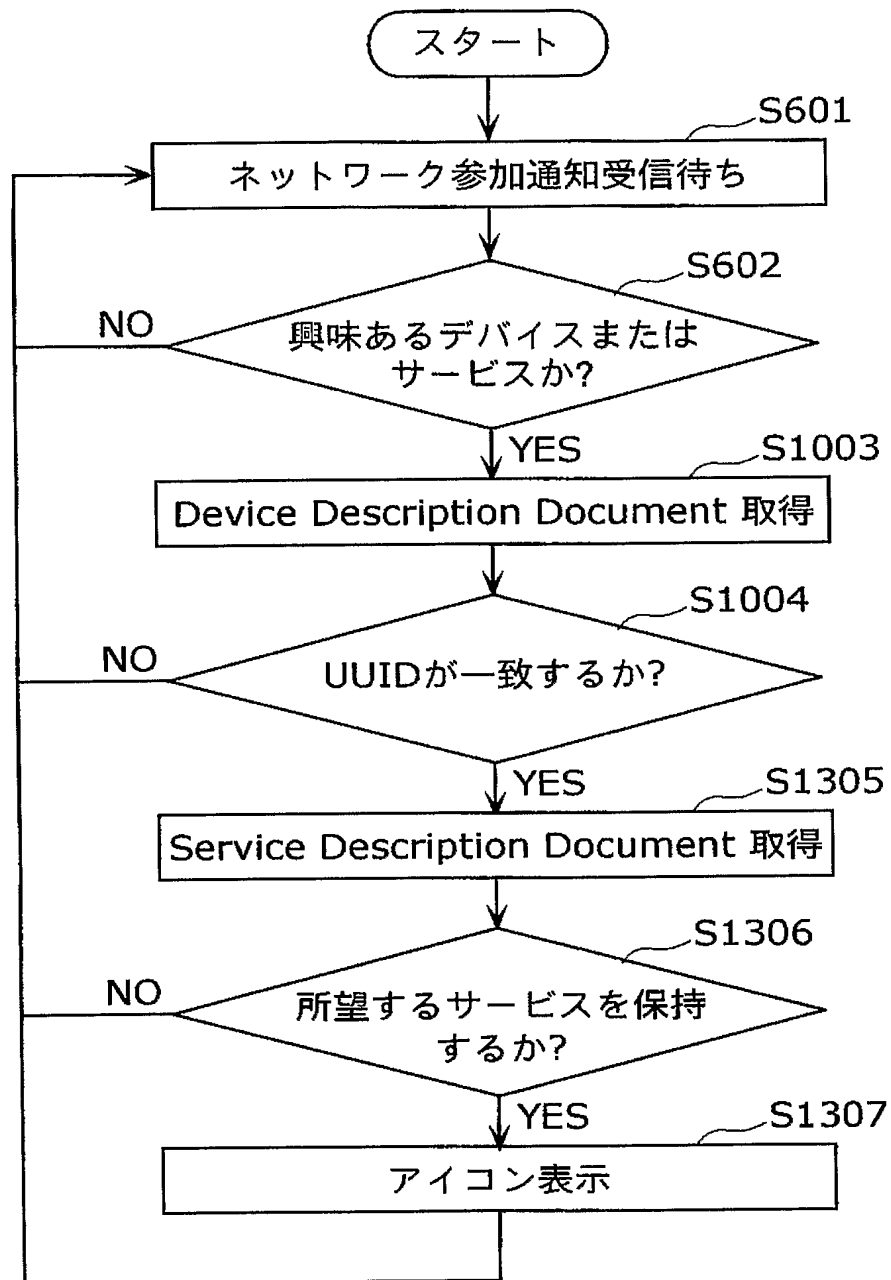 スタート
S601
ネットワーク参加通知受信待ち
S602
NO
興味あるデバイスまたは
サービスか?
YES
S1003
Device Description Document 取得
S1004
NO
UUIDが一致するか?
YES
S1305
Service Description Document 取得
S1306
NO
所望するサービスを保持
するか?
YES
S1307
アイコン表示